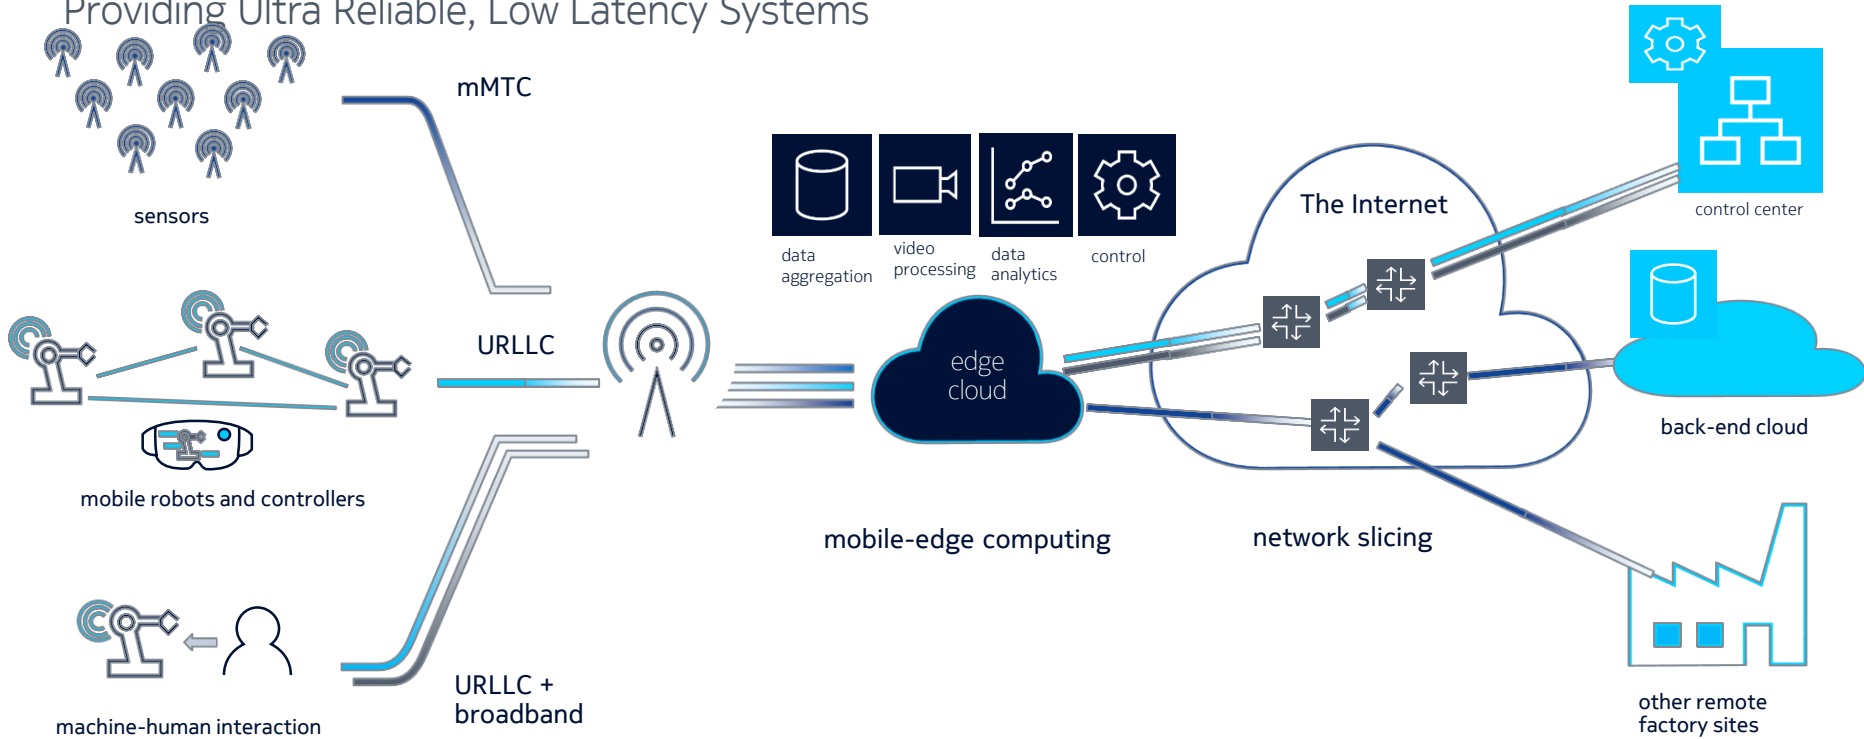 Providing Ultra Reliable, Low Latency Systems
mMTC
sensors
URLLC
mobile robots and controllers
URLLC +
broadband
machine-human interaction
data
aggregation
video
processing
data
analytics
control
edge
cloud
mobile-edge computing
The Internet
network slicing
control center
back-end cloud
other remote
factory sites